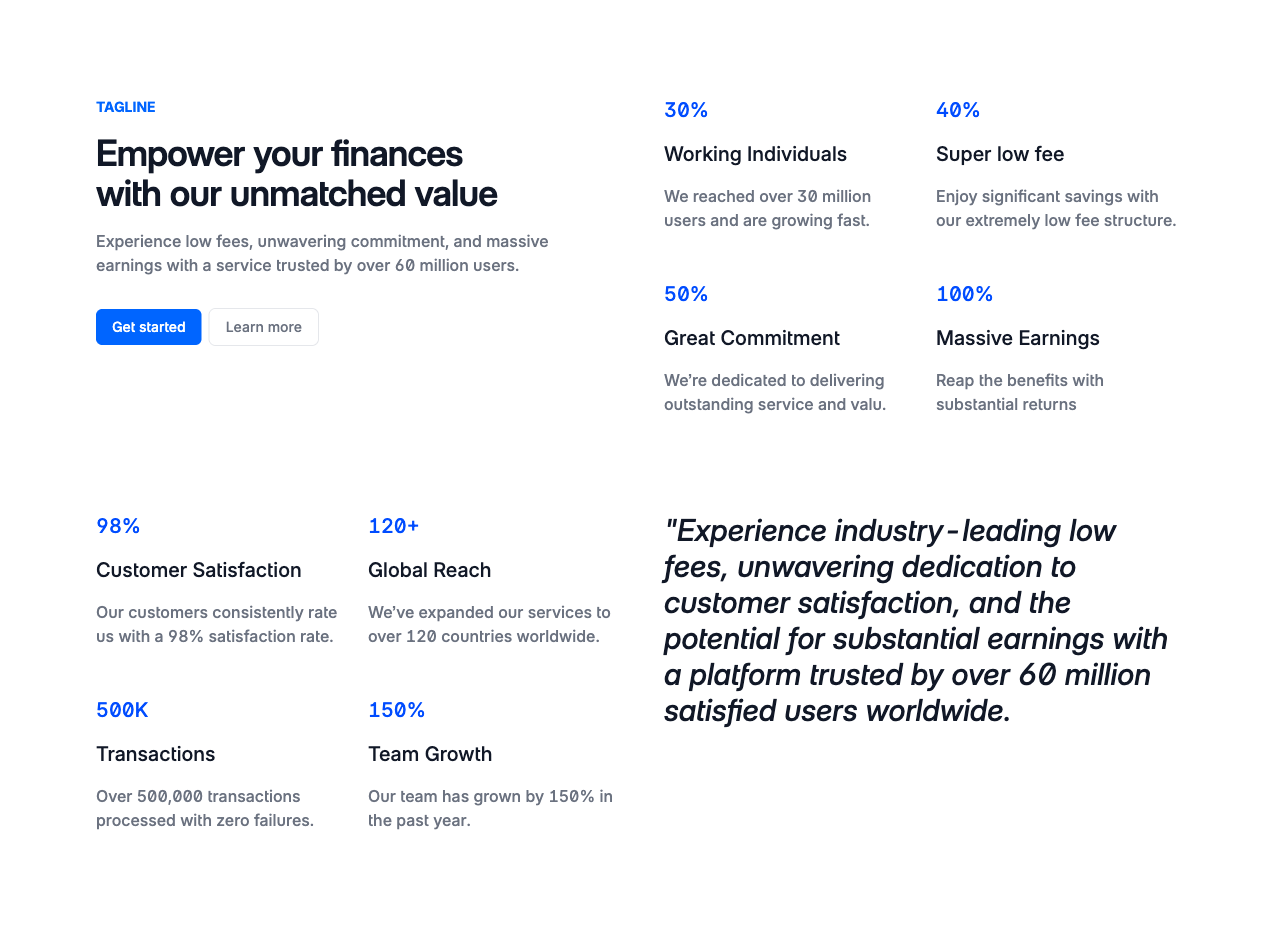 TAGLINE
Empower your finances
with our unmatched value
Experience low fees, unwavering commitment, and massive
earnings with a service trusted by over 60 million users.
Get started
Learn more
30%
Working Individuals
We reached over 30 million
users and are growing fast.
40%
Super low fee
Enjoy significant savings with
our extremely low fee structure.
50%
Great Commitment
We’re dedicated to delivering
outstanding service and valu.
100%
Massive Earnings
Reap the benefits with
substantial returns
98%
Customer Satisfaction
Our customers consistently rate
us with a 98% satisfaction rate.
120+
Global Reach
We’ve expanded our services to
over 120 countries worldwide.
500K
Transactions
Over 500,000 transactions
processed with zero failures.
150%
Team Growth
Our team has grown by 150% in
the past year.
"Experience industry-leading low
fees, unwavering dedication to
customer satisfaction, and the
potential for substantial earnings with
a platform trusted by over 60 million
satisfied users worldwide.